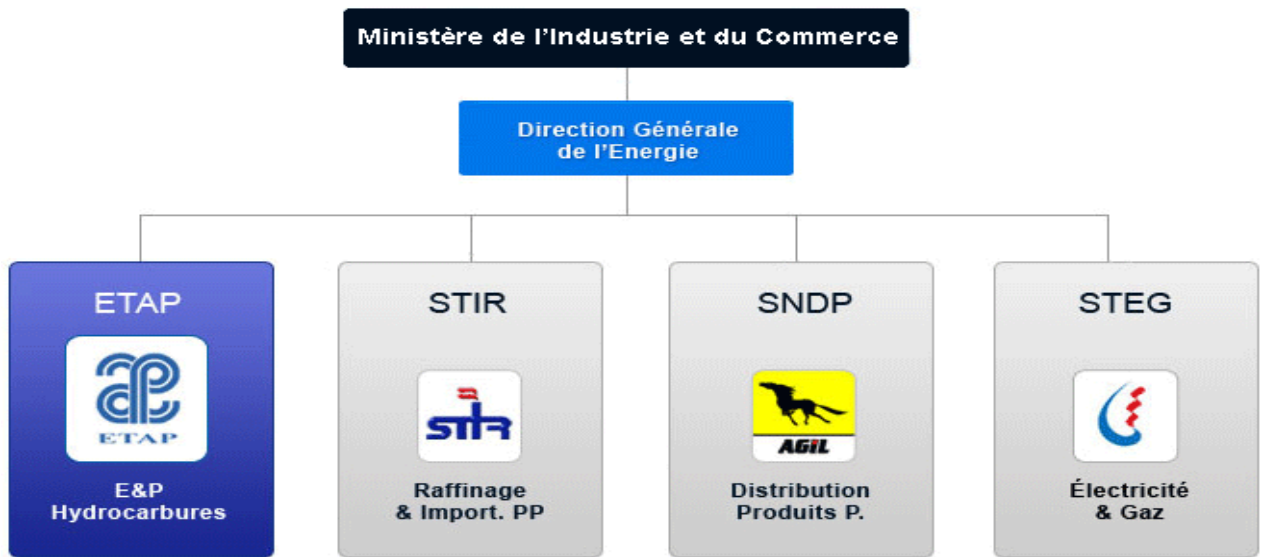 Ministère de l'Industrie et du Commerce
Direction Générale
de l'Energie
ETAP
ETAP
E&P
Hydrocarbures
STIR
STIR
Raffinage
& Import. PP
SNDP
AGIL
Distribution
Produits P.
STEG
Électricité
& Gaz